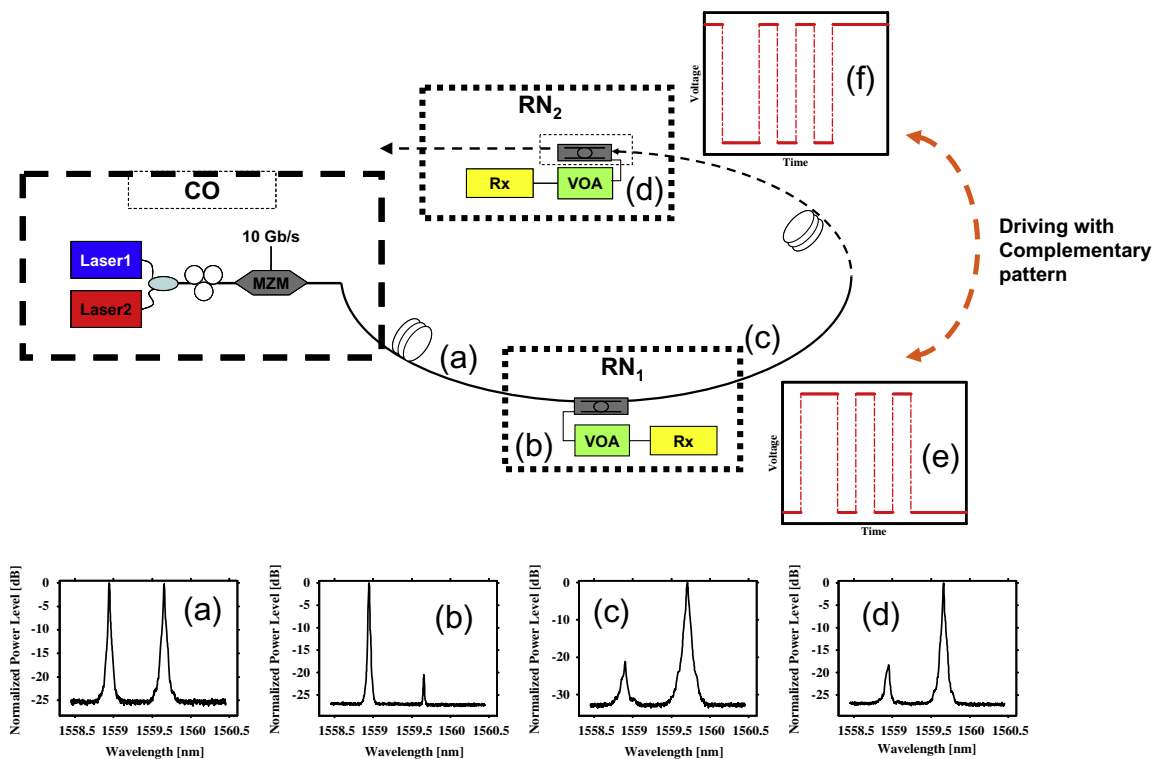 (f)
Voltage
Time
RN2
Rx
VOA
(d)
CO
10 Gb/s
Laser1
MZM
Laser2
Driving with
Complementary
pattern
(a)
(c)
RN1
(b)
VOA
Rx
(e)
Voltage
Time
Normalized Power Level [dB]
0
-5
-10
-15
-20
-25
(a)
1558.5 1559 1559.5 1560 1560.5
Wavelength [nm]
Normalized Power Level [dB]
0
-5
-10
-15
-20
-25
(b)
1558.5 1559 1559.5 1560 1560.5
Wavelength [nm]
Normalized Power Level [dB]
0
-10
-20
-30
(c)
1558.5 1559 1559.5 1560 1560.5
Wavelength [nm]
Normalized Power Level [dB]
0
-5
-10
-15
-20
-25
(d)
1558.5 1559 1559.5 1560 1560.5
Wavelength [nm]